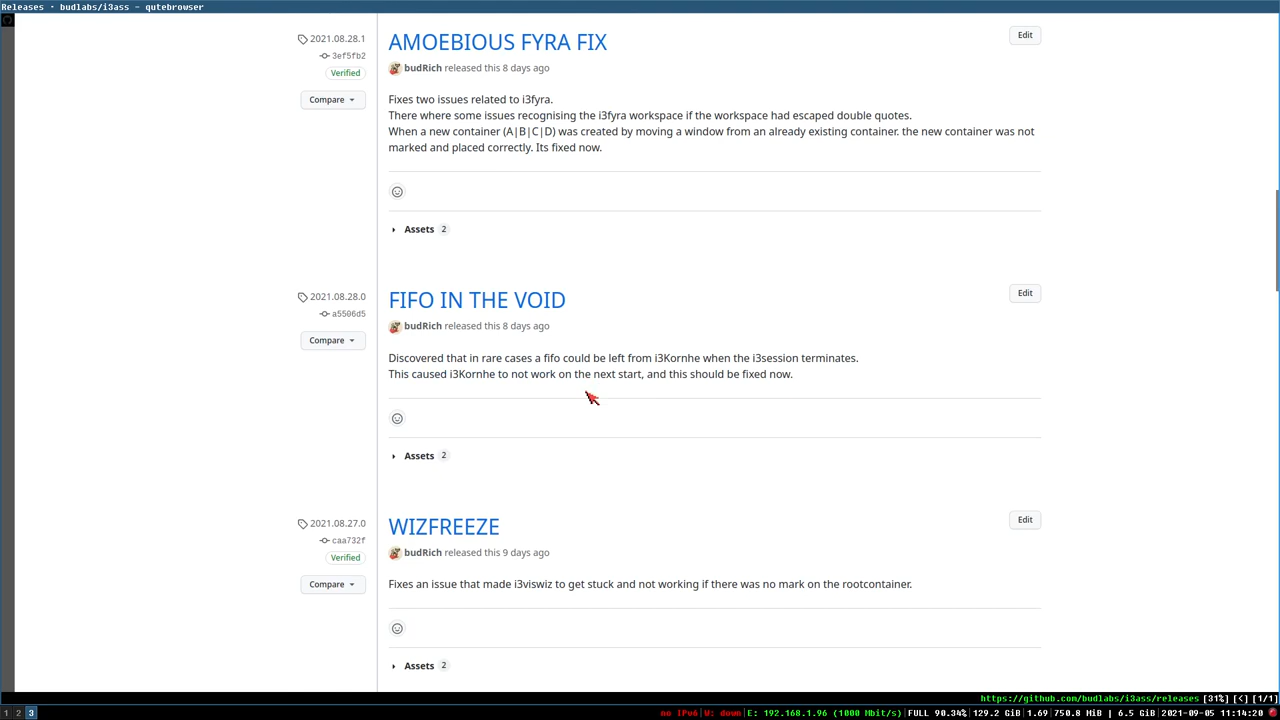 Releases · budlabs/i3ass - qutebrowser
2021.08.28.1
3ef5fb2
Verified
Compare
AMOEBIOUS FYRA FIX
Edit
budRich released this 8 days ago
Fixes two issues related to i3fyra.
There where some issues recognising the i3fyra workspace if the workspace had escaped double quotes.
When a new container (A|B|C|D) was created by moving a window from an already existing container. the new container was not
marked and placed correctly. Its fixed now.
Assets 2
2021.08.28.0
a5506d5
Compare
FIFO IN THE VOID
Edit
budRich released this 8 days ago
Discovered that in rare cases a fifo could be left from i3Kornhe when the i3session terminates.
This caused i3Kornhe to not work on the next start, and this should be fixed now.
Assets 2
2021.08.27.0
caa732f
Verified
Compare
WIZFREEZE
Edit
budRich released this 9 days ago
Fixes an issue that made i3viswiz to get stuck and not working if there was no mark on the rootcontainer.
Assets 2
https://github.com/budlabs/i3ass/releases [31%] [<] [1/1]
1 2 3
no IPv6|W: down|E: 192.168.1.96 (1000 Mbit/s)|FULL 90.34%|129.2 GiB|1.69|750.8 MiB | 6.5 GiB|2021-09-05 11:14:20